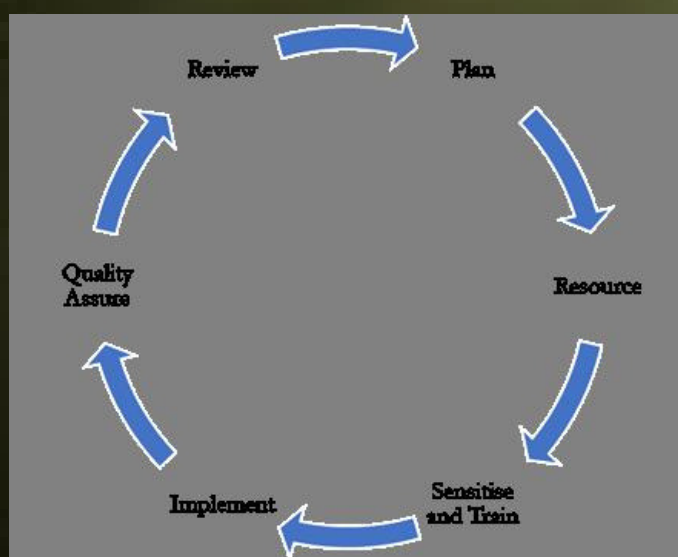 Review
Plan
Resource
Sensitise
and Train
Implement
Quality
Assure